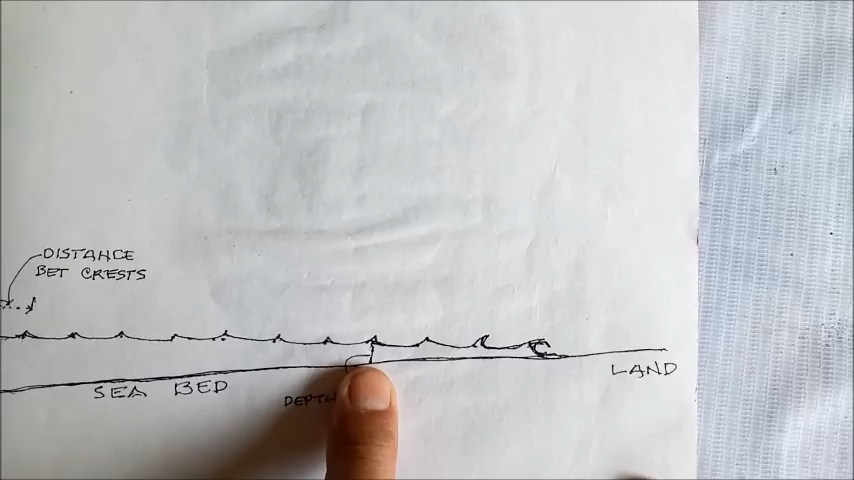 DISTANCE
BET CRESTS
SEA BED
DEPTH
LAND